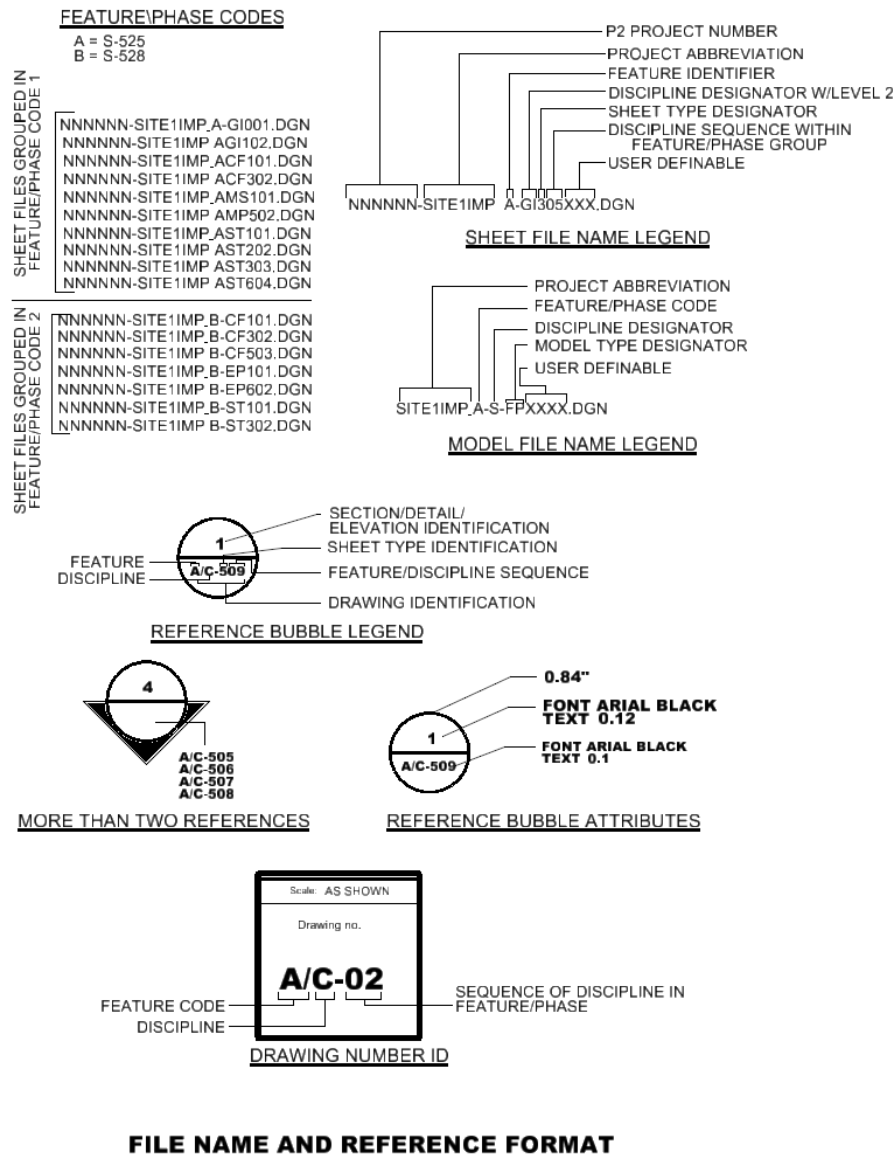 FEATURE\PHASE CODES
A = S-525
B = S-528
SHEET FILES GROUPED IN
FEATURE/PHASE CODE 1
NNNNNN-SITE1IMP_A-GI001.DGN
NNNNNN-SITE1IMP AGI102.DGN
NNNNNN-SITE1IMP_ACF101.DGN
NNNNNN-SITE1IMP ACF302.DGN
NNNNNN-SITE1IMP_AMS101.DGN
NNNNNN-SITE1IMP AMP502.DGN
NNNNNN-SITE1IMP_AST101.DGN
NNNNNN-SITE1IMP AST202.DGN
NNNNNN-SITE1IMP AST303.DGN
NNNNNN-SITE1IMP AST604.DGN
SHEET FILES GROUPED IN
FEATURE/PHASE CODE 2
NNNNNN-SITE1IMP_B-CF101.DGN
NNNNNN-SITE1IMP B-CF302.DGN
NNNNNN-SITE1IMP_B-CF503.DGN
NNNNNN-SITE1IMP B-EP101.DGN
NNNNNN-SITE1IMP B-EP602.DGN
NNNNNN-SITE1IMP_B-ST101.DGN
NNNNNN-SITE1IMP B-ST302.DGN
P2 PROJECT NUMBER
PROJECT ABBREVIATION
FEATURE IDENTIFIER
DISCIPLINE DESIGNATOR W/LEVEL 2
SHEET TYPE DESIGNATOR
DISCIPLINE SEQUENCE WITHIN
FEATURE/PHASE GROUP
USER DEFINABLE
NNNNNN-SITE1IMP A-GI305XXX.DGN
SHEET FILE NAME LEGEND
PROJECT ABBREVIATION
FEATURE/PHASE CODE
DISCIPLINE DESIGNATOR
MODEL TYPE DESIGNATOR
USER DEFINABLE
SITE1IMP_A-S-FPXXXX.DGN
MODEL FILE NAME LEGEND
SECTION/DETAIL/
ELEVATION IDENTIFICATION
SHEET TYPE IDENTIFICATION
FEATURE/DISCIPLINE SEQUENCE
DRAWING IDENTIFICATION
FEATURE
DISCIPLINE
1
A/C-509
REFERENCE BUBBLE LEGEND
4
A/C-505
A/C-506
A/C-507
A/C-508
MORE THAN TWO REFERENCES
0.84"
FONT ARIAL BLACK
TEXT 0.12
1
A/C-509
FONT ARIAL BLACK
TEXT 0.1
REFERENCE BUBBLE ATTRIBUTES
Scale: AS SHOWN
Drawing no.
A/C-02
FEATURE CODE
DISCIPLINE
SEQUENCE OF DISCIPLINE IN
FEATURE/PHASE
DRAWING NUMBER ID
FILE NAME AND REFERENCE FORMAT